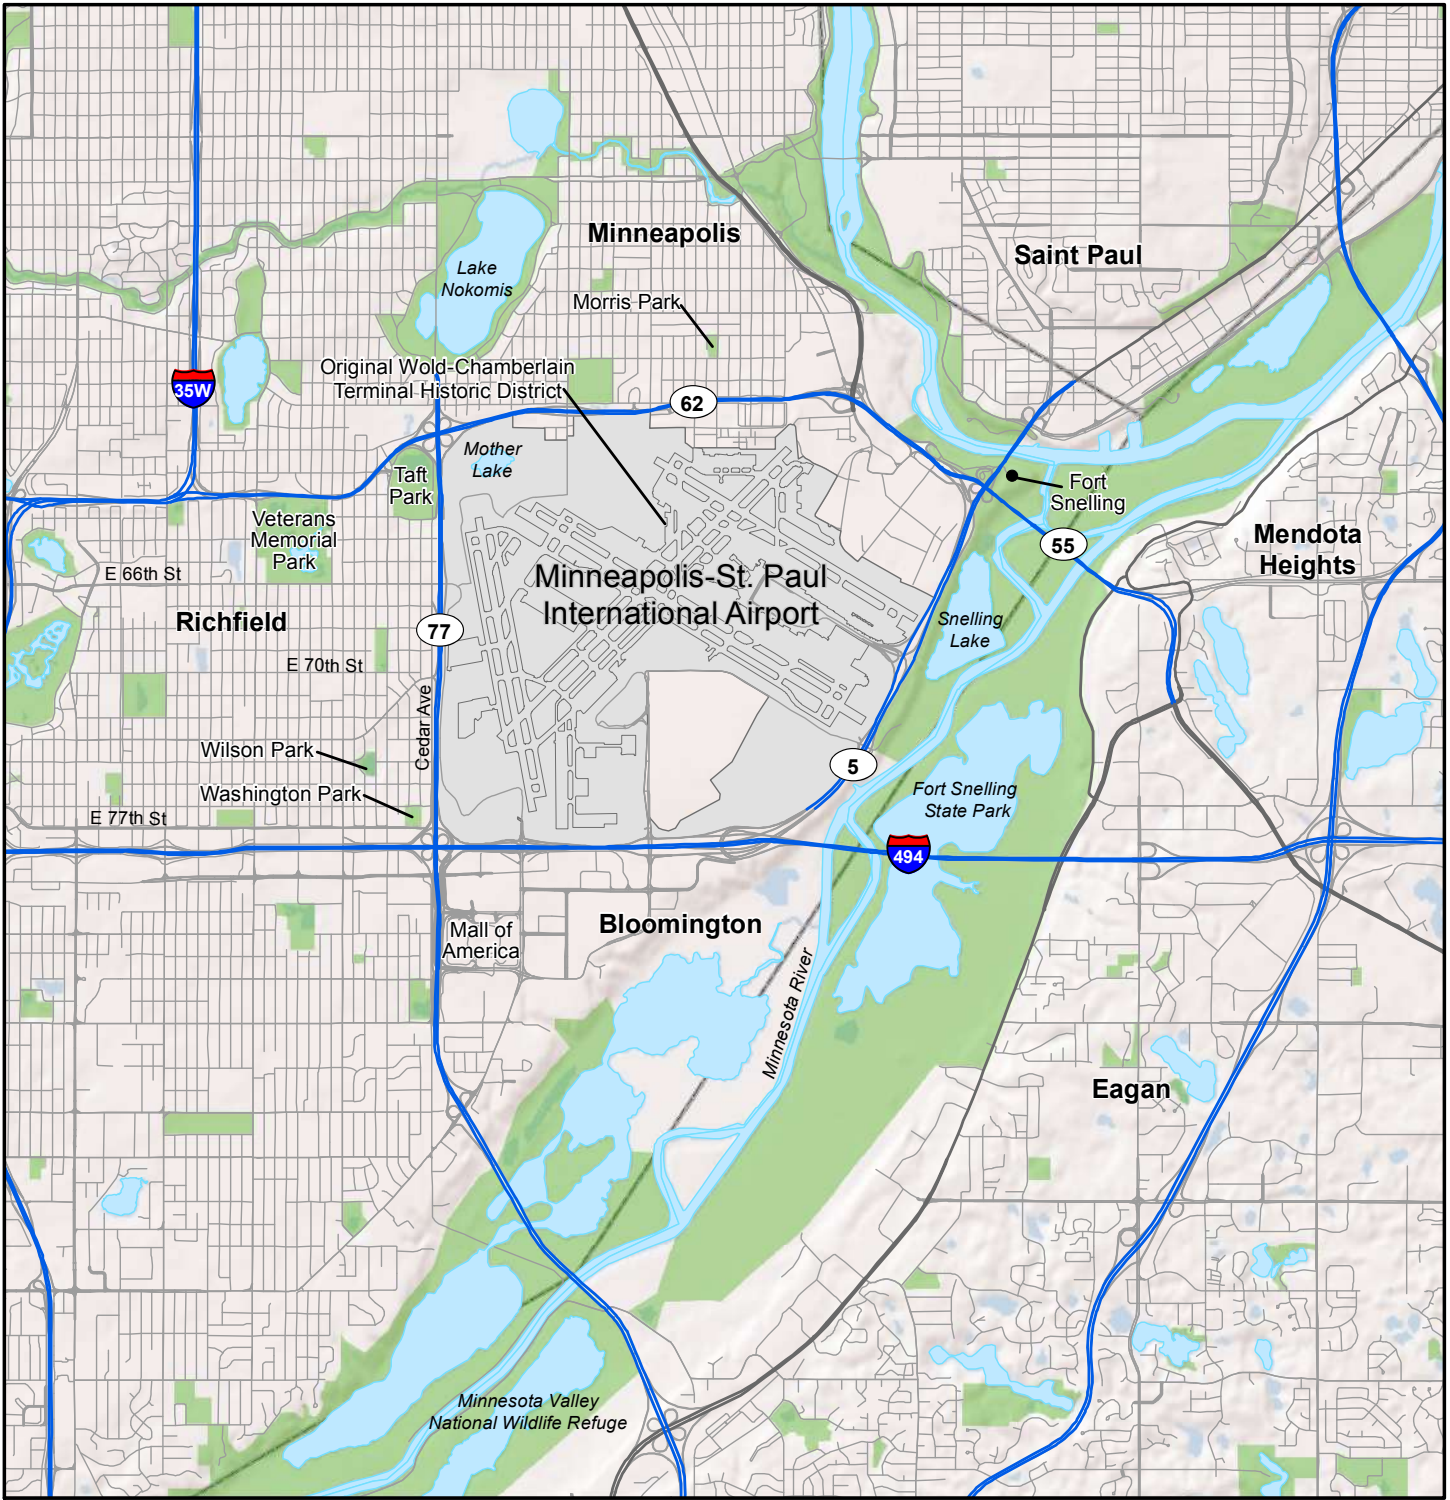 Minneapolis
Saint Paul
Lake
Nokomis
Morris Park
Original Wold-Chamberlain
Terminal Historic District
35W
62
Mother
Lake
Taft
Park
Fort
Snelling
Veterans
Memorial
Park
55
Mendota
Heights
E 66th St
Minneapolis-St. Paul
International Airport
Richfield
77
Snelling
Lake
E 70th St
Cedar Ave
Wilson Park
5
Washington Park
Fort Snelling
State Park
E 77th St
494
Bloomington
Mall of
America
Minnesota River
Eagan
Minnesota Valley
National Wildlife Refuge